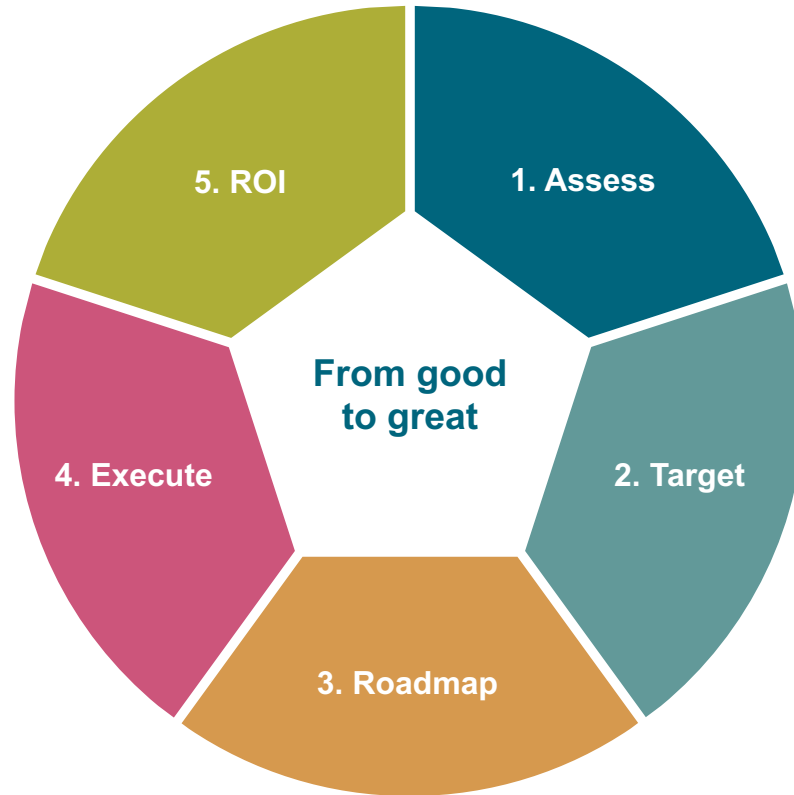 5. ROI
1. Assess
From good
to great
4. Execute
2. Target
3. Roadmap